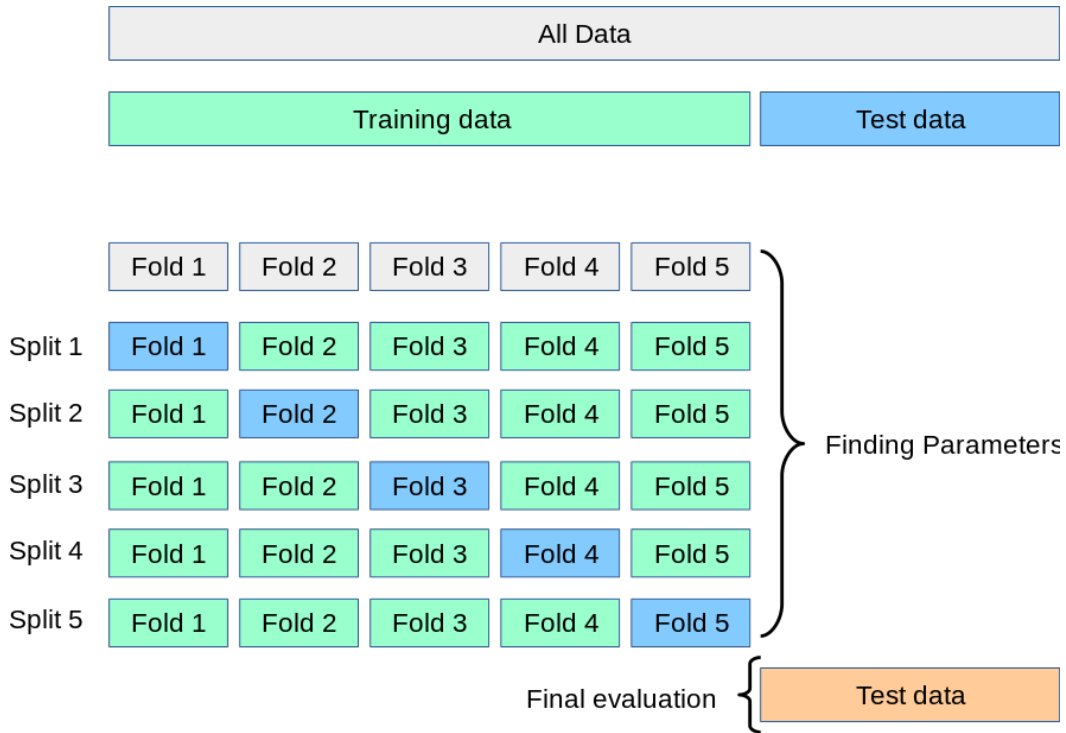 All Data
Training data Test data
Fold 1 Fold 2 Fold 3 Fold 4 Fold 5
Split 1 Fold 1 Fold 2 Fold 3 Fold 4 Fold 5
Split 2 Fold 1 Fold 2 Fold 3 Fold 4 Fold 5
Finding Parameters
Split 3 Fold 1 Fold 2 Fold 3 Fold 4 Fold 5
Split 4 Fold 1 Fold 2 Fold 3 Fold 4 Fold 5
Split 5 Fold 1 Fold 2 Fold 3 Fold 4 Fold 5
Final evaluation Test data